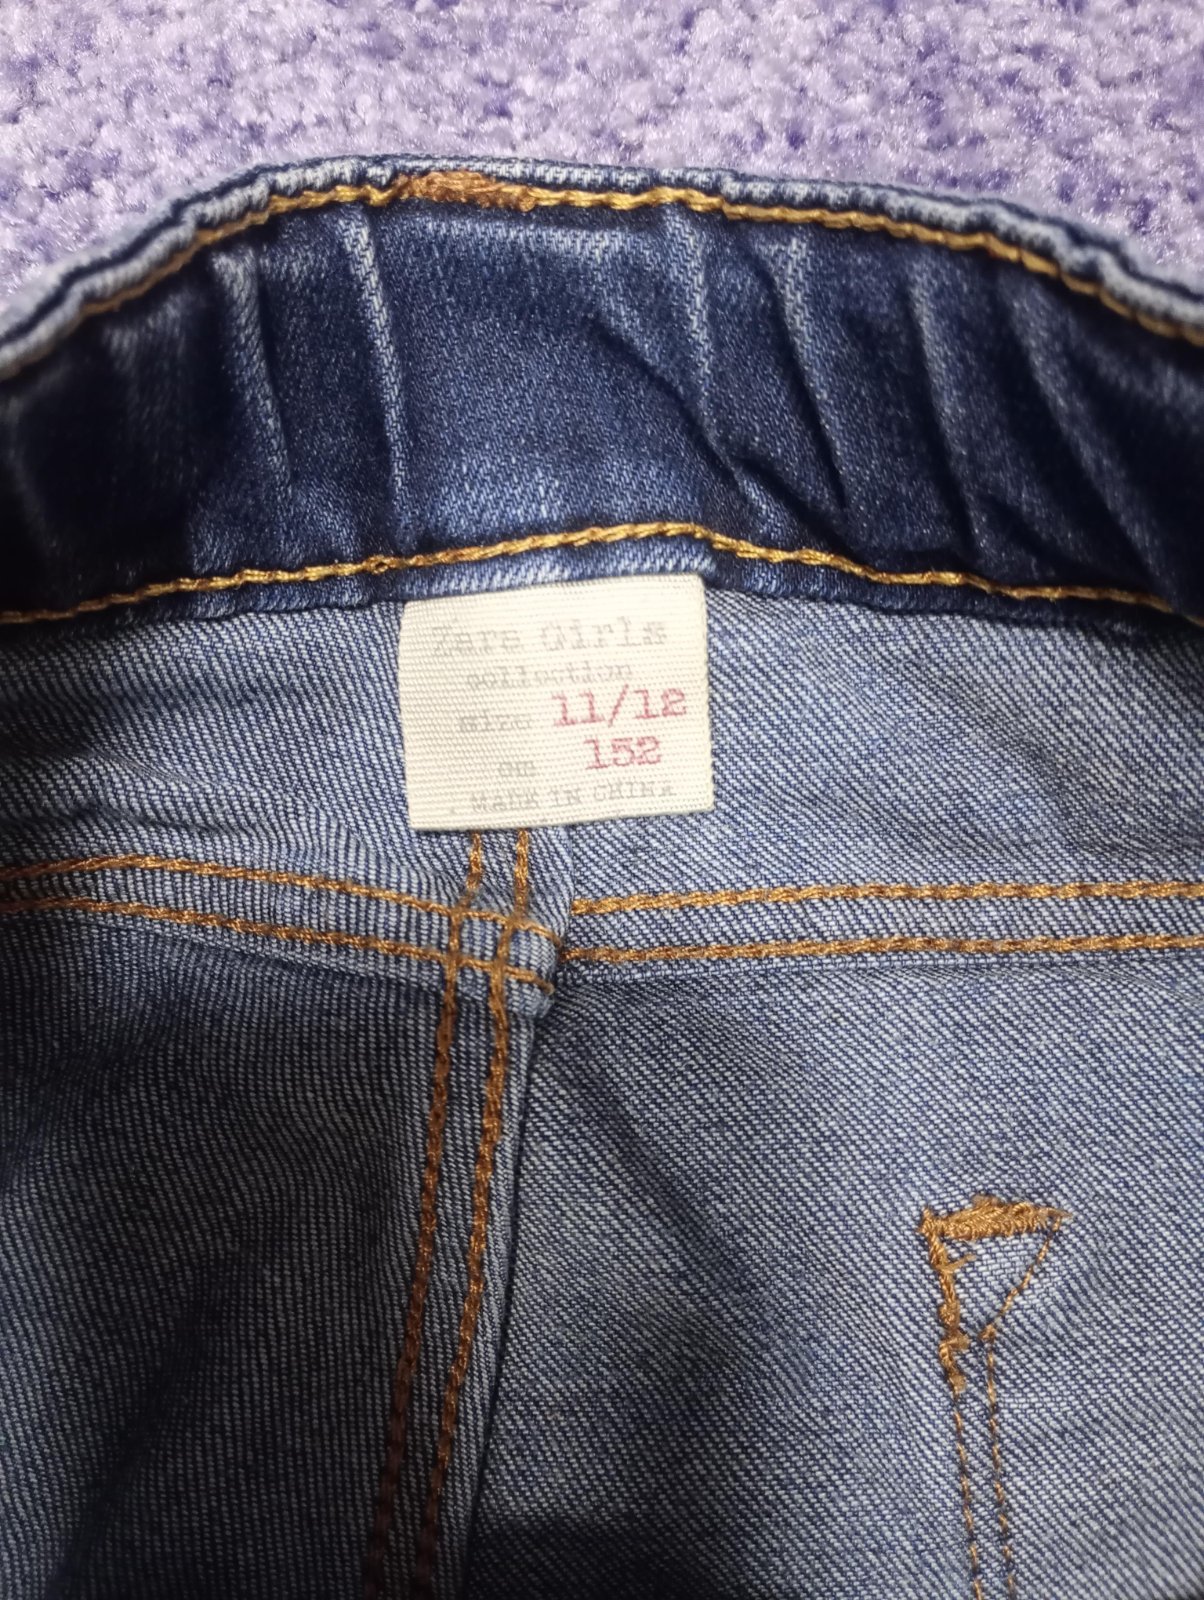 Zara Girls
collection
size 11/12
cm 152
MADE IN CHINA